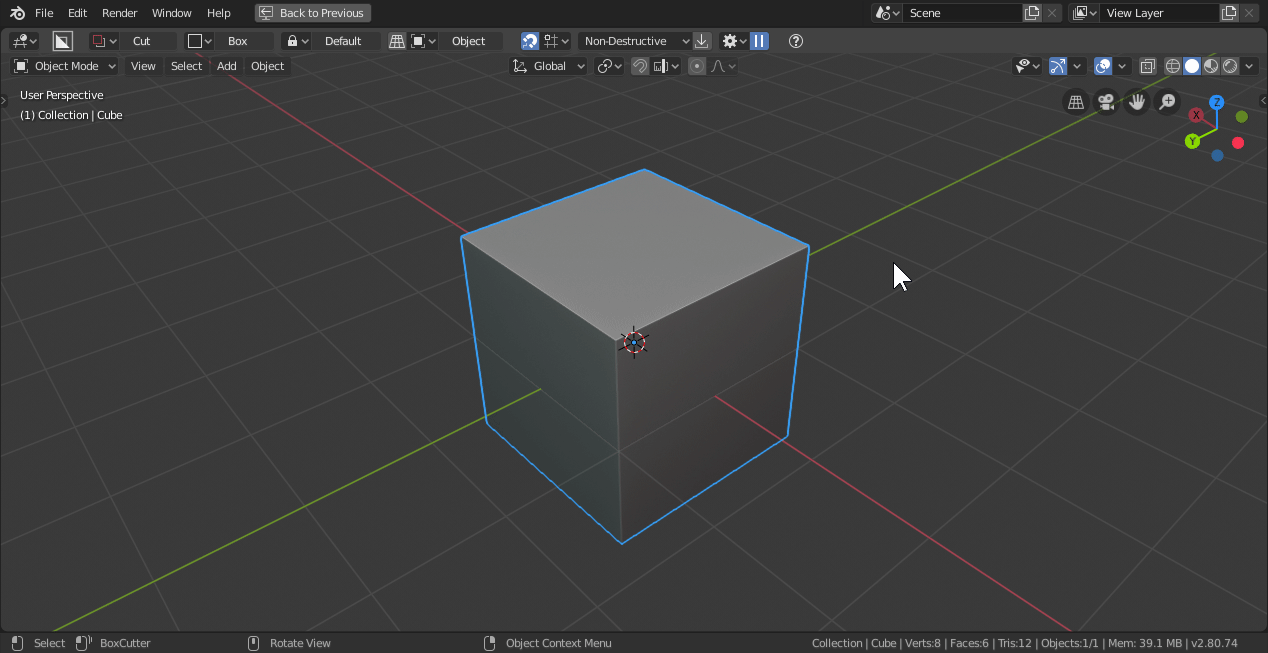 File Edit Render Window Help Back to Previous Scene View Layer
Cut Box Default Object Non-Destructive
Object Mode View Select Add Object Global
User Perspective
(1) Collection | Cube
Z
X
Y
Select BoxCutter Rotate View Object Context Menu Collection | Cube | Verts:8 | Faces:6 | Tris:12 | Objects:1/1 | Mem: 39.1 MB | v2.80.74